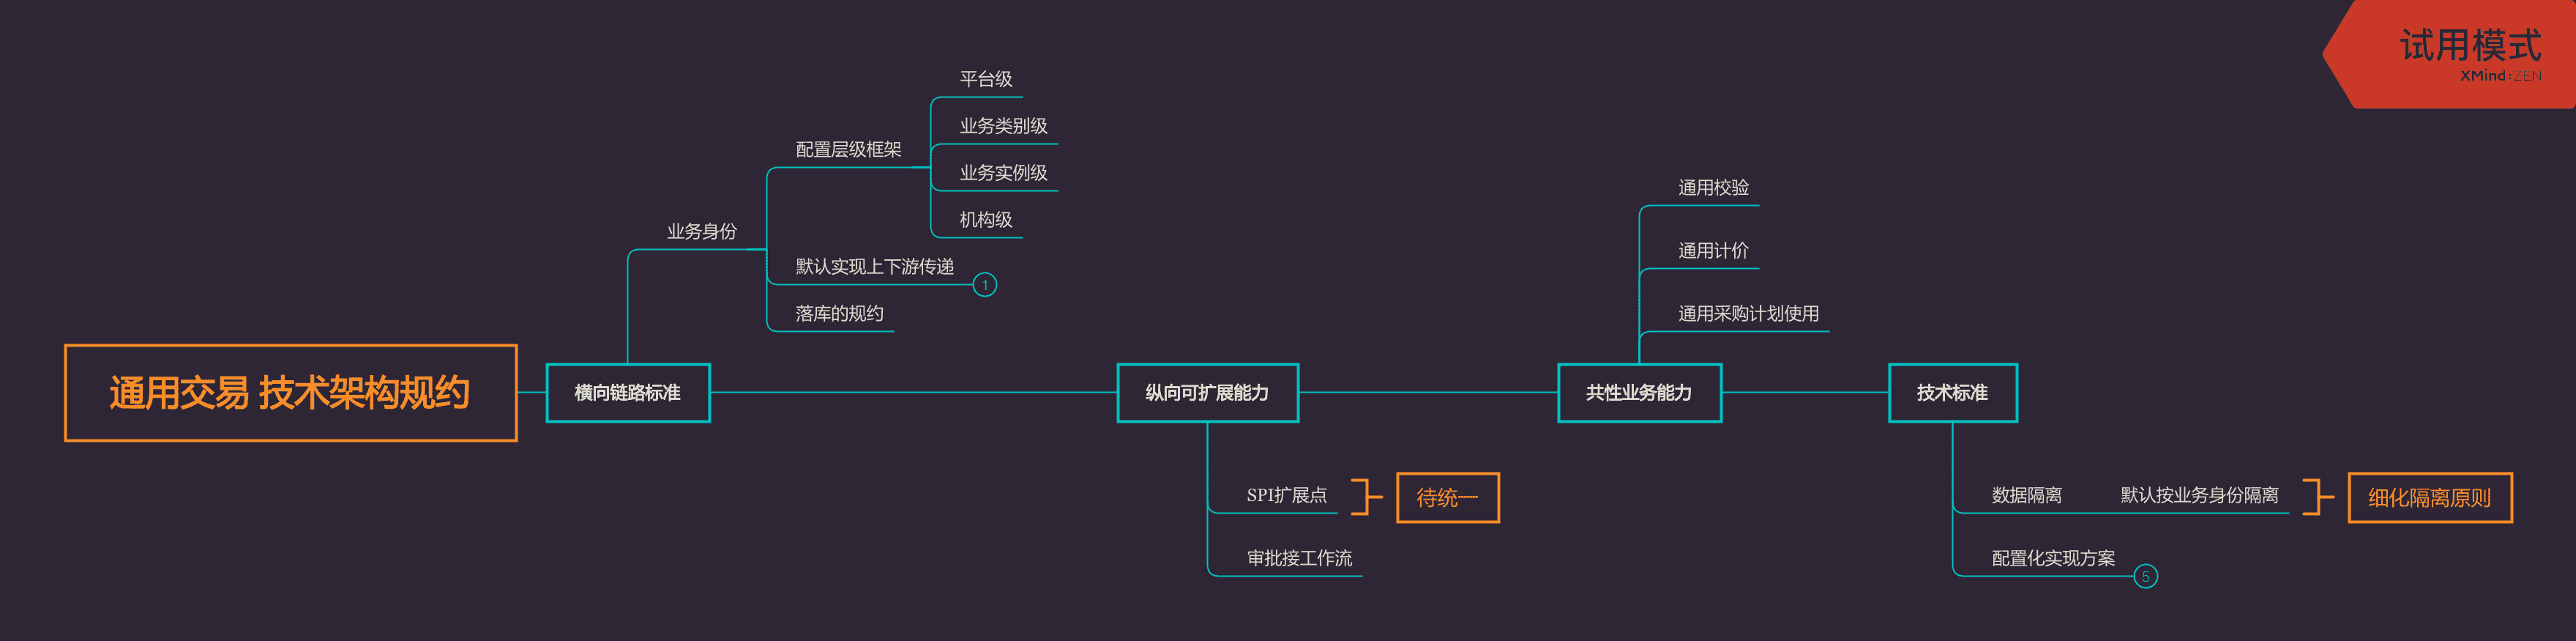 试用模式
XMind:ZEN
通用交易 技术架构规约
横向链路标准
业务身份
配置层级框架
平台级
业务类别级
业务实例级
机构级
默认实现上下游传递
1
落库的规约
纵向可扩展能力
SPI扩展点
待统一
审批接工作流
共性业务能力
通用校验
通用计价
通用采购计划使用
技术标准
数据隔离
默认按业务身份隔离
细化隔离原则
配置化实现方案
5